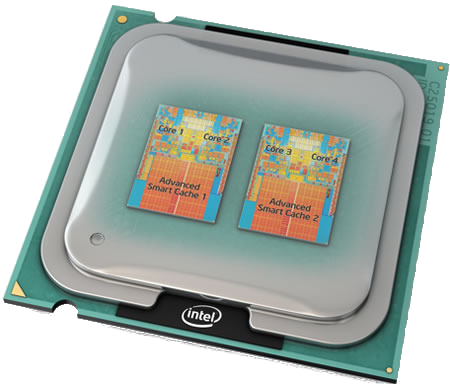 Core 1
Core 2
Advanced
Smart Cache 1
Core 3
Core 4
Advanced
Smart Cache 2
intel